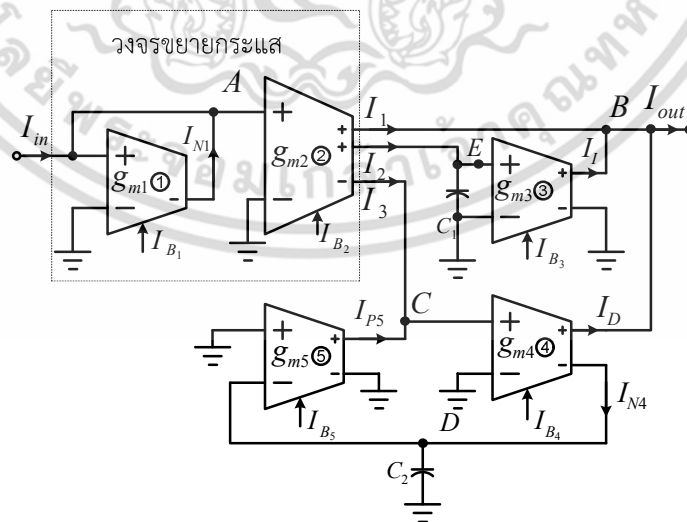 วงจรขยายกระแส
A
B
I_out
I_in
I_N1
I_1
+
g_m1 ①
−
−
I_B1
+
g_m2 ②
−
+
+
−
I_2
I_3
I_B2
E
C_1
+
g_m3 ③
−
+
−
I_I
I_B3
C
I_P5
I_D
+
g_m5 ⑤
−
+
−
I_B5
+
g_m4 ④
−
+
−
I_B4
I_N4
D
C_2